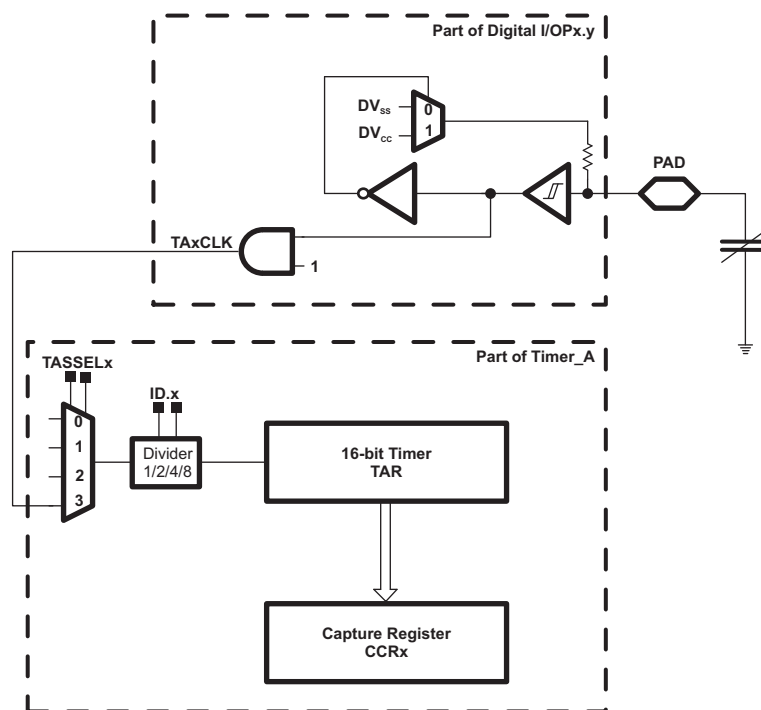 Part of Digital I/OPx.y
DVSS
0
DVCC
1
PAD
TAxCLK
1
Part of Timer_A
TASSELx
ID.x
0
1
2
3
Divider
1/2/4/8
16-bit Timer
TAR
Capture Register
CCRx